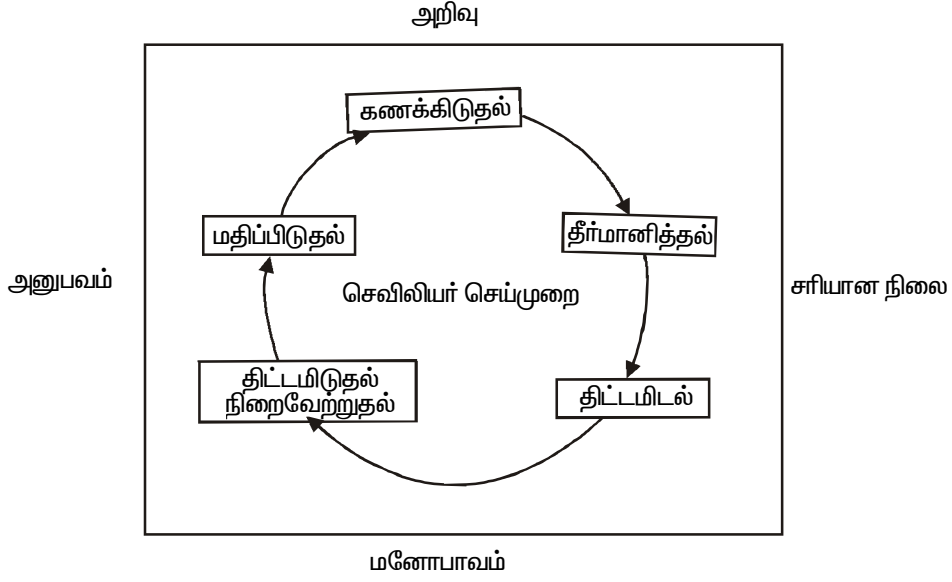 அறிவு
கணக்கிடுதல்
மதிப்பிடுதல்
தீர்மானித்தல்
அனுபவம்
செவிலியர் செய்முறை
சரியான நிலை
திட்டமிடுதல்
நிறைவேற்றுதல்
திட்டமிடல்
மனோபாவம்